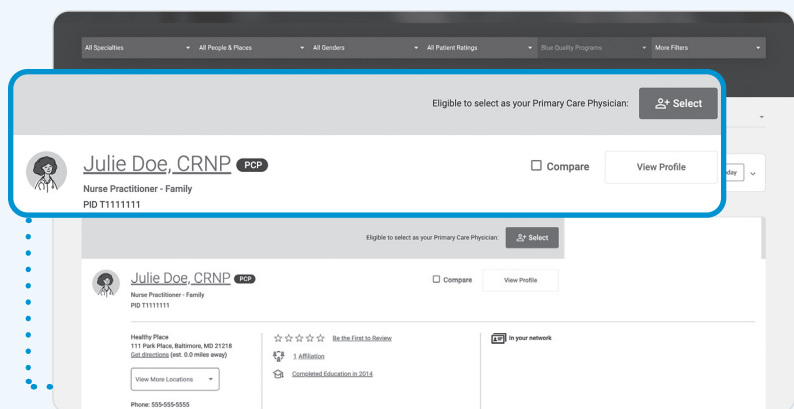 All Specialties
All People & Places
All Genders
All Patient Ratings
Blue Quality Programs
More Filters
Eligible to select as your Primary Care Physician:
Select
Julie Doe, CRNP PCP
Compare
View Profile
Nurse Practitioner - Family
PID T1111111
day
Eligible to select as your Primary Care Physician:
Select
Julie Doe, CRNP PCP
Compare
View Profile
Nurse Practitioner - Family
PID T1111111
Healthy Place
111 Park Place, Baltimore, MD 21218
Get directions (est. 0.0 miles away)
View More Locations
Phone: 555-555-5555
Be the First to Review
1 Affiliation
Completed Education in 2014
In your network